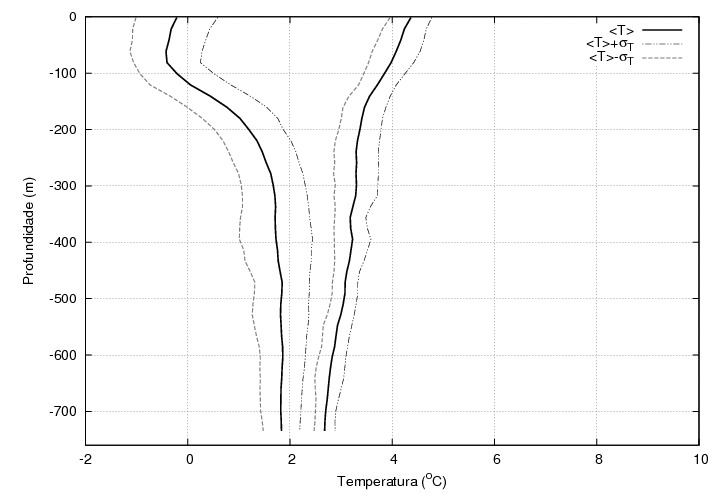 0
-100
-200
-300
-400
-500
-600
-700
-2 0 2 4 6 8 10
Profundidade (m)
Temperatura (°C)
<T>
<T>+σT
<T>-σT